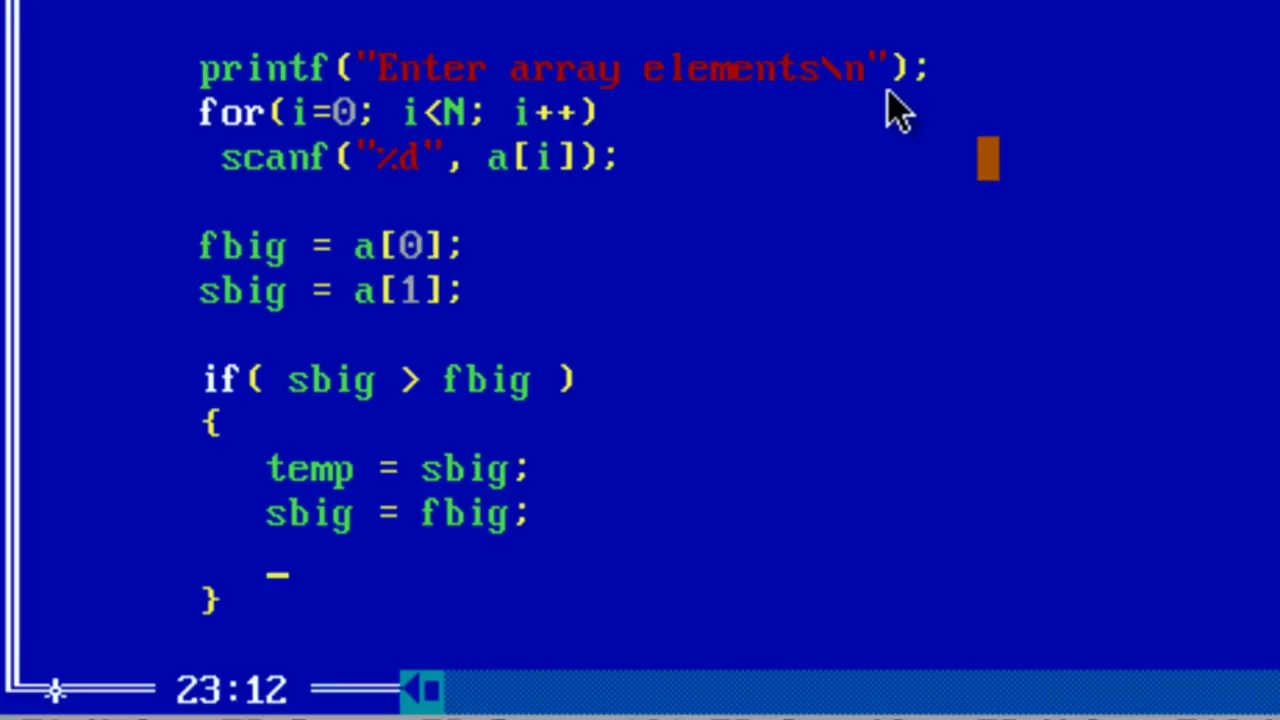 printf("Enter array elements\n");
for(i=0; i<N; i++)
scanf("%d", a[i]);
fbig = a[0];
sbig = a[1];
if( sbig > fbig )
{
temp = sbig;
sbig = fbig;
}
23:12